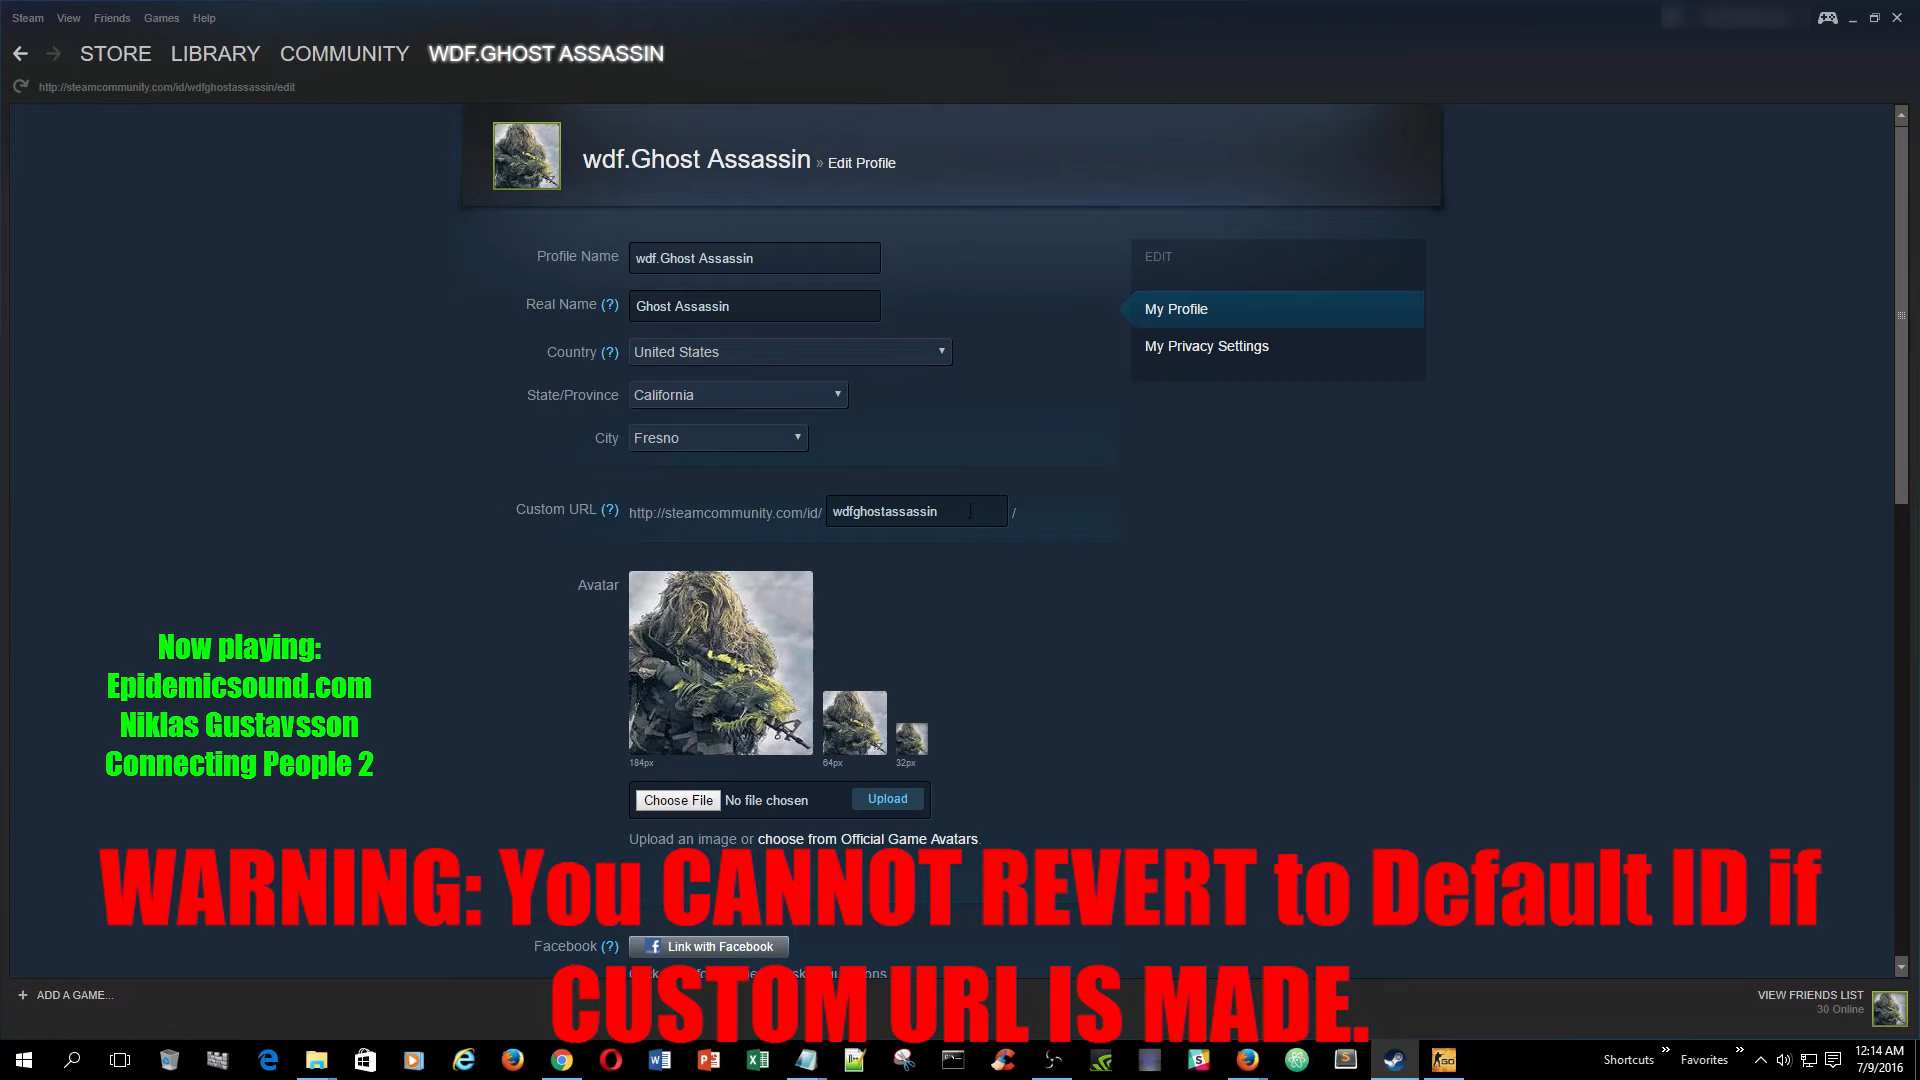 Steam View Friends Games Help
STORE LIBRARY COMMUNITY WDF.GHOST ASSASSIN
http://steamcommunity.com/id/wdfghostassassin/edit
wdf.Ghost Assassin » Edit Profile
Profile Name wdf.Ghost Assassin
Real Name (?) Ghost Assassin
Country (?) United States
State/Province California
City Fresno
EDIT
My Profile
My Privacy Settings
Custom URL (?) http://steamcommunity.com/id/ wdfghostassassin /
Avatar
184px 64px 32px
Choose File No file chosen Upload
Upload an image or choose from Official Game Avatars.
Now playing:
Epidemicsound.com
Niklas Gustavsson
Connecting People 2
WARNING: You CANNOT REVERT to Default ID if
CUSTOM URL IS MADE.
Facebook (?) Link with Facebook
+ ADD A GAME...
VIEW FRIENDS LIST
30 Online
Shortcuts » Favorites »
12:14 AM
7/9/2016